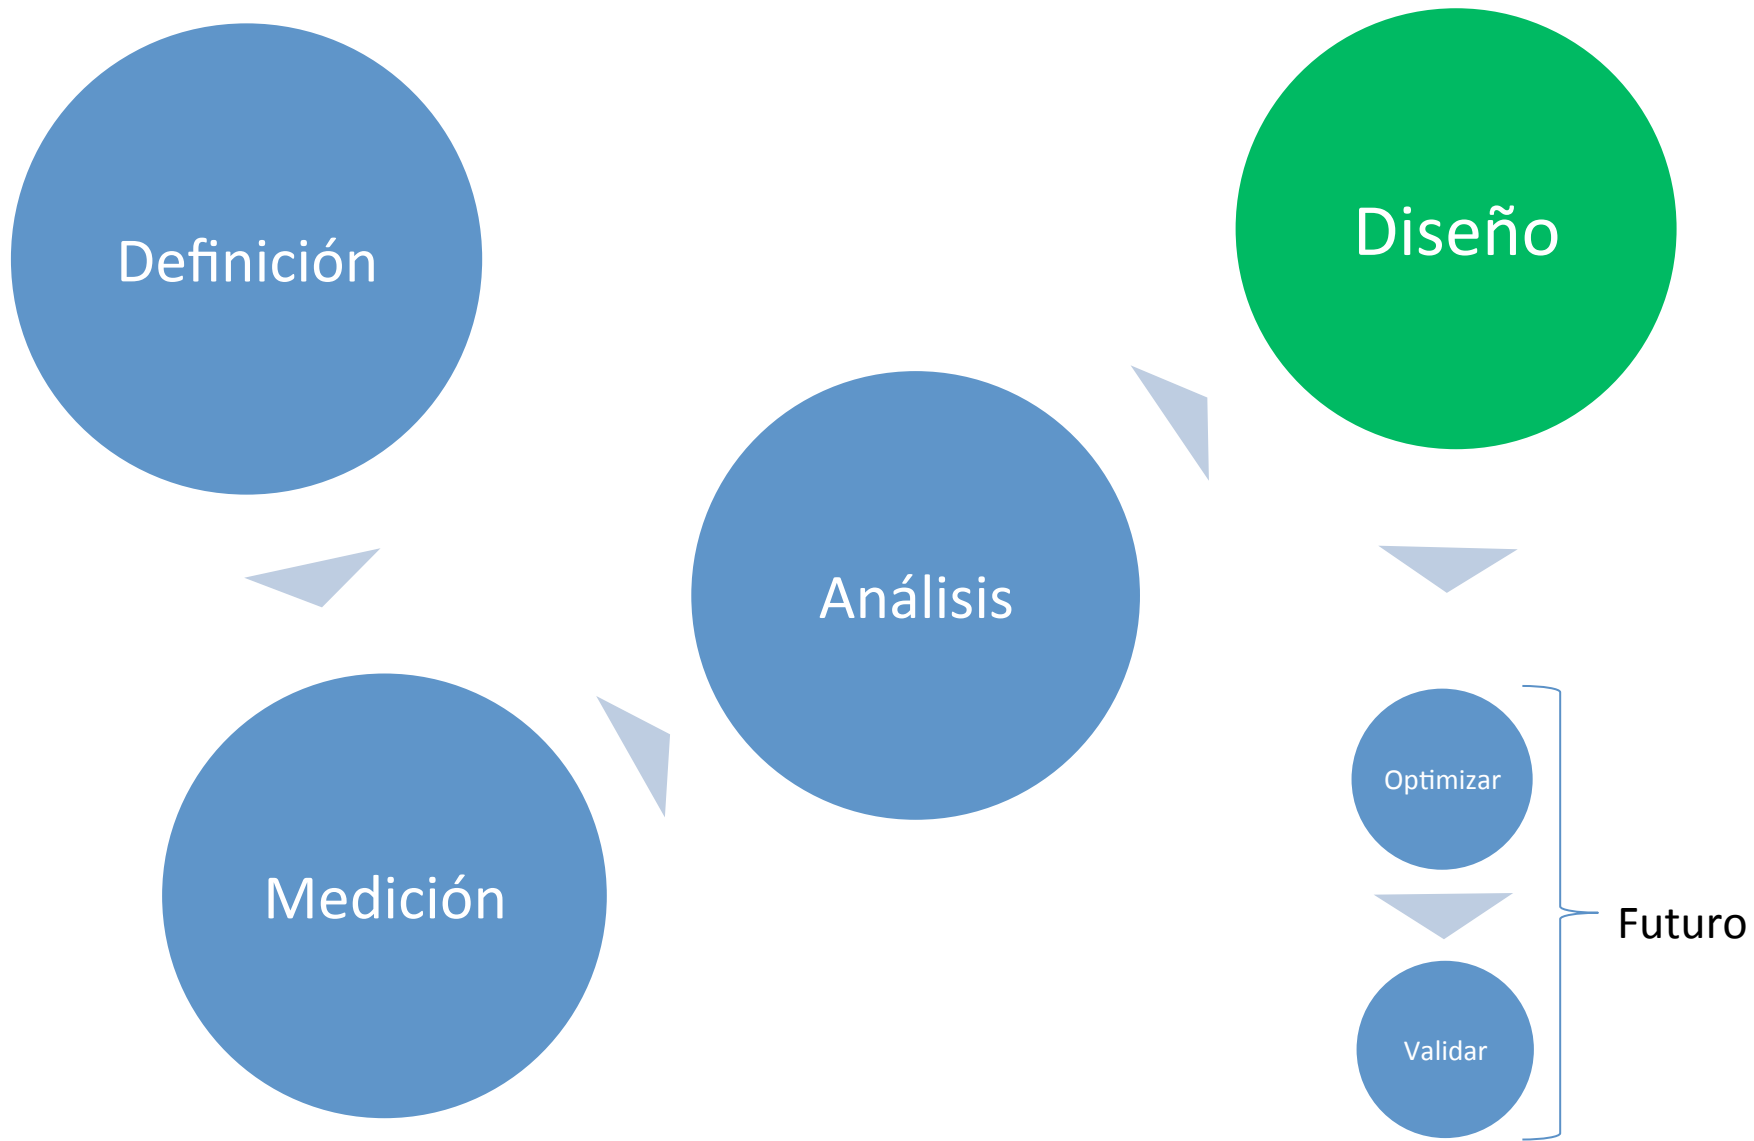 Definición
Medición
Análisis
Diseño
Optimizar
Validar
Futuro